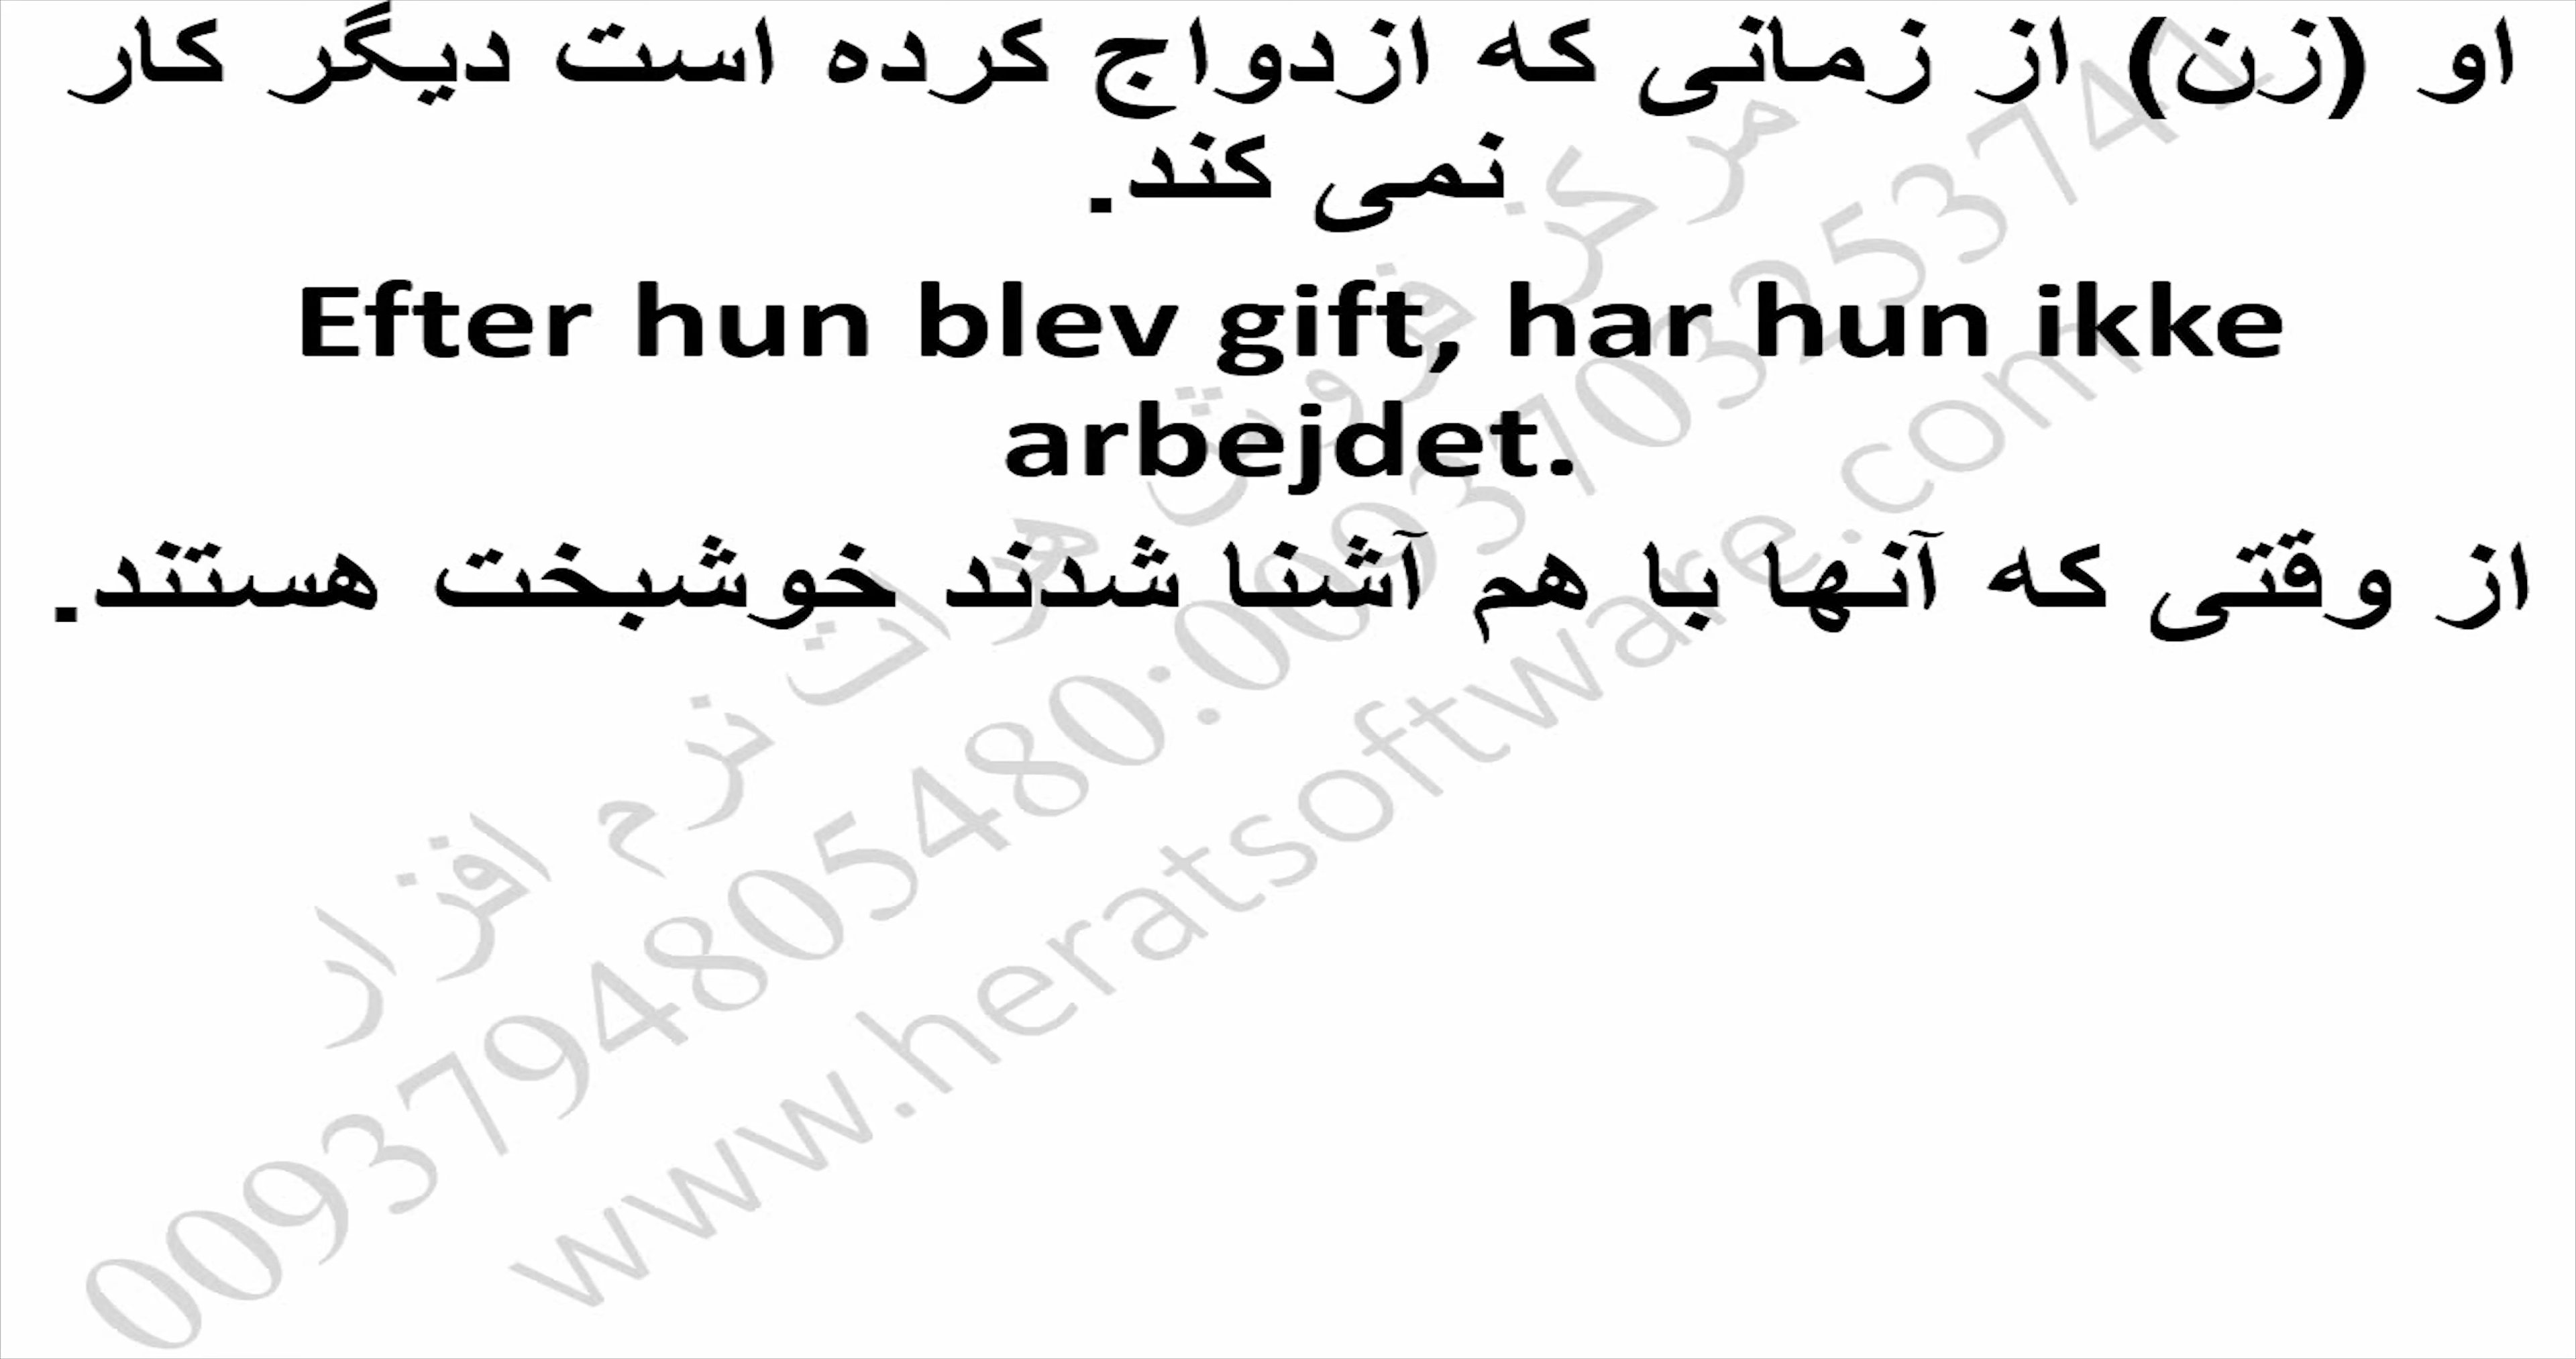 او (زن) از زمانی که ازدواج کرده است دیگر کار
نمی کند.
Efter hun blev gift, har hun ikke
arbejdet.
از وقتی که آنها با هم آشنا شدند خوشبخت هستند.
مرکز فروش هرات نرم افزار
0093794805480:0093703253741
www.heratsoftware.com